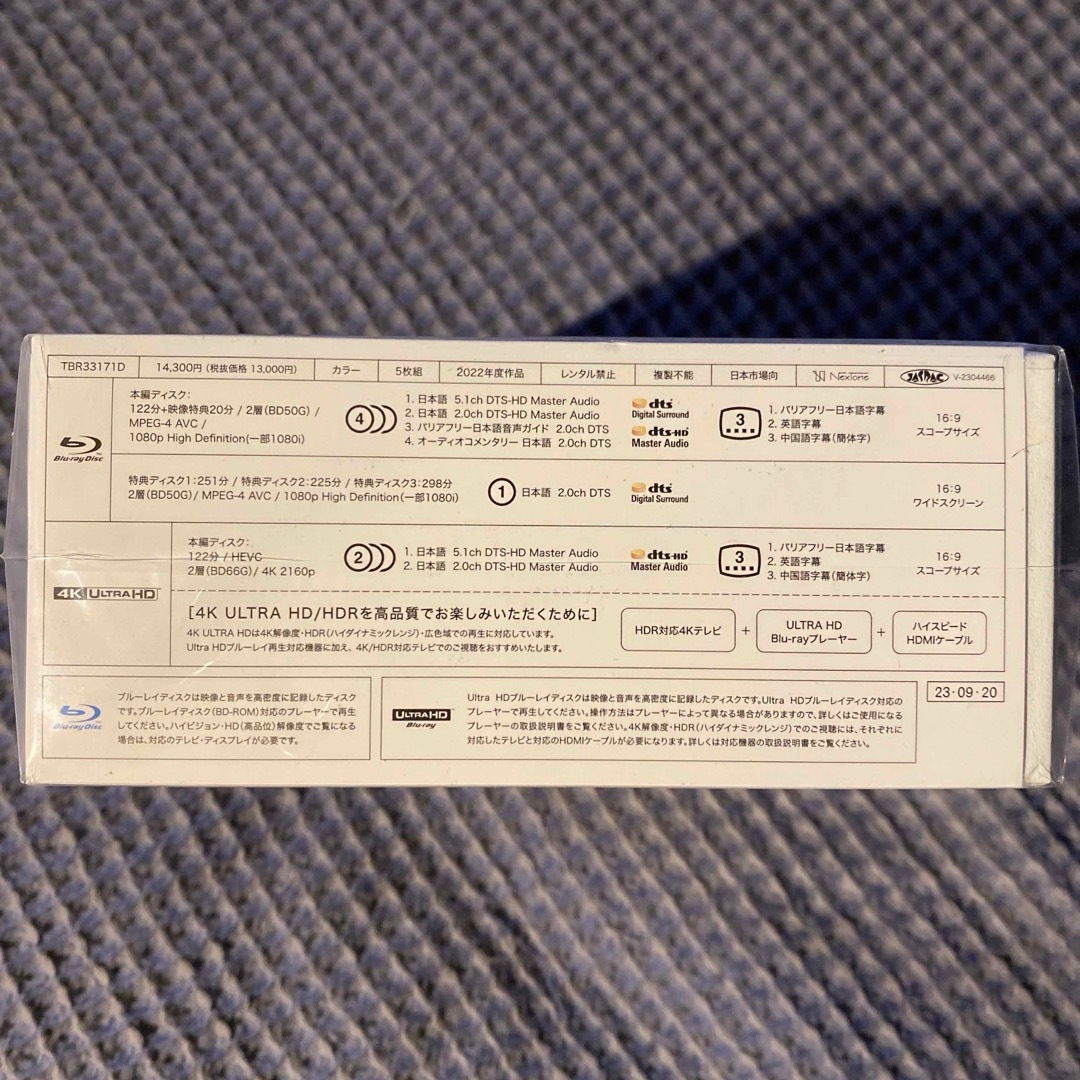 TBR33171D 14,300円 (税抜価格 13,000円) カラー 5枚組 2022年度作品 レンタル禁止 複製不能 日本市場向 NexTone JASRAC V-2304466
Blu-ray Disc
本編ディスク:
122分+映像特典20分 / 2層(BD50G) /
MPEG-4 AVC /
1080p High Definition(一部1080i)
4
1. 日本語 5.1ch DTS-HD Master Audio
2. 日本語 2.0ch DTS-HD Master Audio
3. バリアフリー日本語音声ガイド 2.0ch DTS
4. オーディオコメンタリー 日本語 2.0ch DTS
dts
Digital Surround
dts-HD
Master Audio
3
1. バリアフリー日本語字幕
2. 英語字幕
3. 中国語字幕(簡体字)
16:9
スコープサイズ
特典ディスク1:251分 / 特典ディスク2:225分 / 特典ディスク3:298分
2層(BD50G)/ MPEG-4 AVC / 1080p High Definition(一部1080i)
1 日本語 2.0ch DTS
dts
Digital Surround
16:9
ワイドスクリーン
4K ULTRA HD
本編ディスク:
122分 / HEVC
2層(BD66G)/ 4K 2160p
2
1. 日本語 5.1ch DTS-HD Master Audio
2. 日本語 2.0ch DTS-HD Master Audio
dts-HD
Master Audio
3
1. バリアフリー日本語字幕
2. 英語字幕
3. 中国語字幕(簡体字)
16:9
スコープサイズ
[4K ULTRA HD/HDRを高品質でお楽しみいただくために]
4K ULTRA HDは4K解像度・HDR(ハイダイナミックレンジ)・広色域での再生に対応しています。
Ultra HDブルーレイ再生対応機器に加え、4K/HDR対応テレビでのご視聴をおすすめいたします。
HDR対応4Kテレビ + ULTRA HD Blu-rayプレーヤー + ハイスピード HDMIケーブル
Blu-ray Disc
ブルーレイディスクは映像と音声を高密度に記録したディスク
です。ブルーレイディスク(BD-ROM)対応のプレーヤーで再生
してください。ハイビジョン・HD(高品位)解像度でご覧になる
場合は、対応のテレビ・ディスプレイが必要です。
ULTRA HD
Blu-ray
Ultra HDブルーレイディスクは映像と音声を高密度に記録したディスクです。Ultra HDブルーレイディスク対応の
プレーヤーで再生してください。操作方法はプレーヤーによって異なる場合がありますので、詳しくはご使用になる
プレーヤーの取扱説明書をご覧ください。4K解像度・HDR(ハイダイナミックレンジ)でのご視聴には、それぞれに
対応したテレビと対応のHDMIケーブルが必要になります。詳しくは対応機器の取扱説明書をご覧ください。
23・09・20